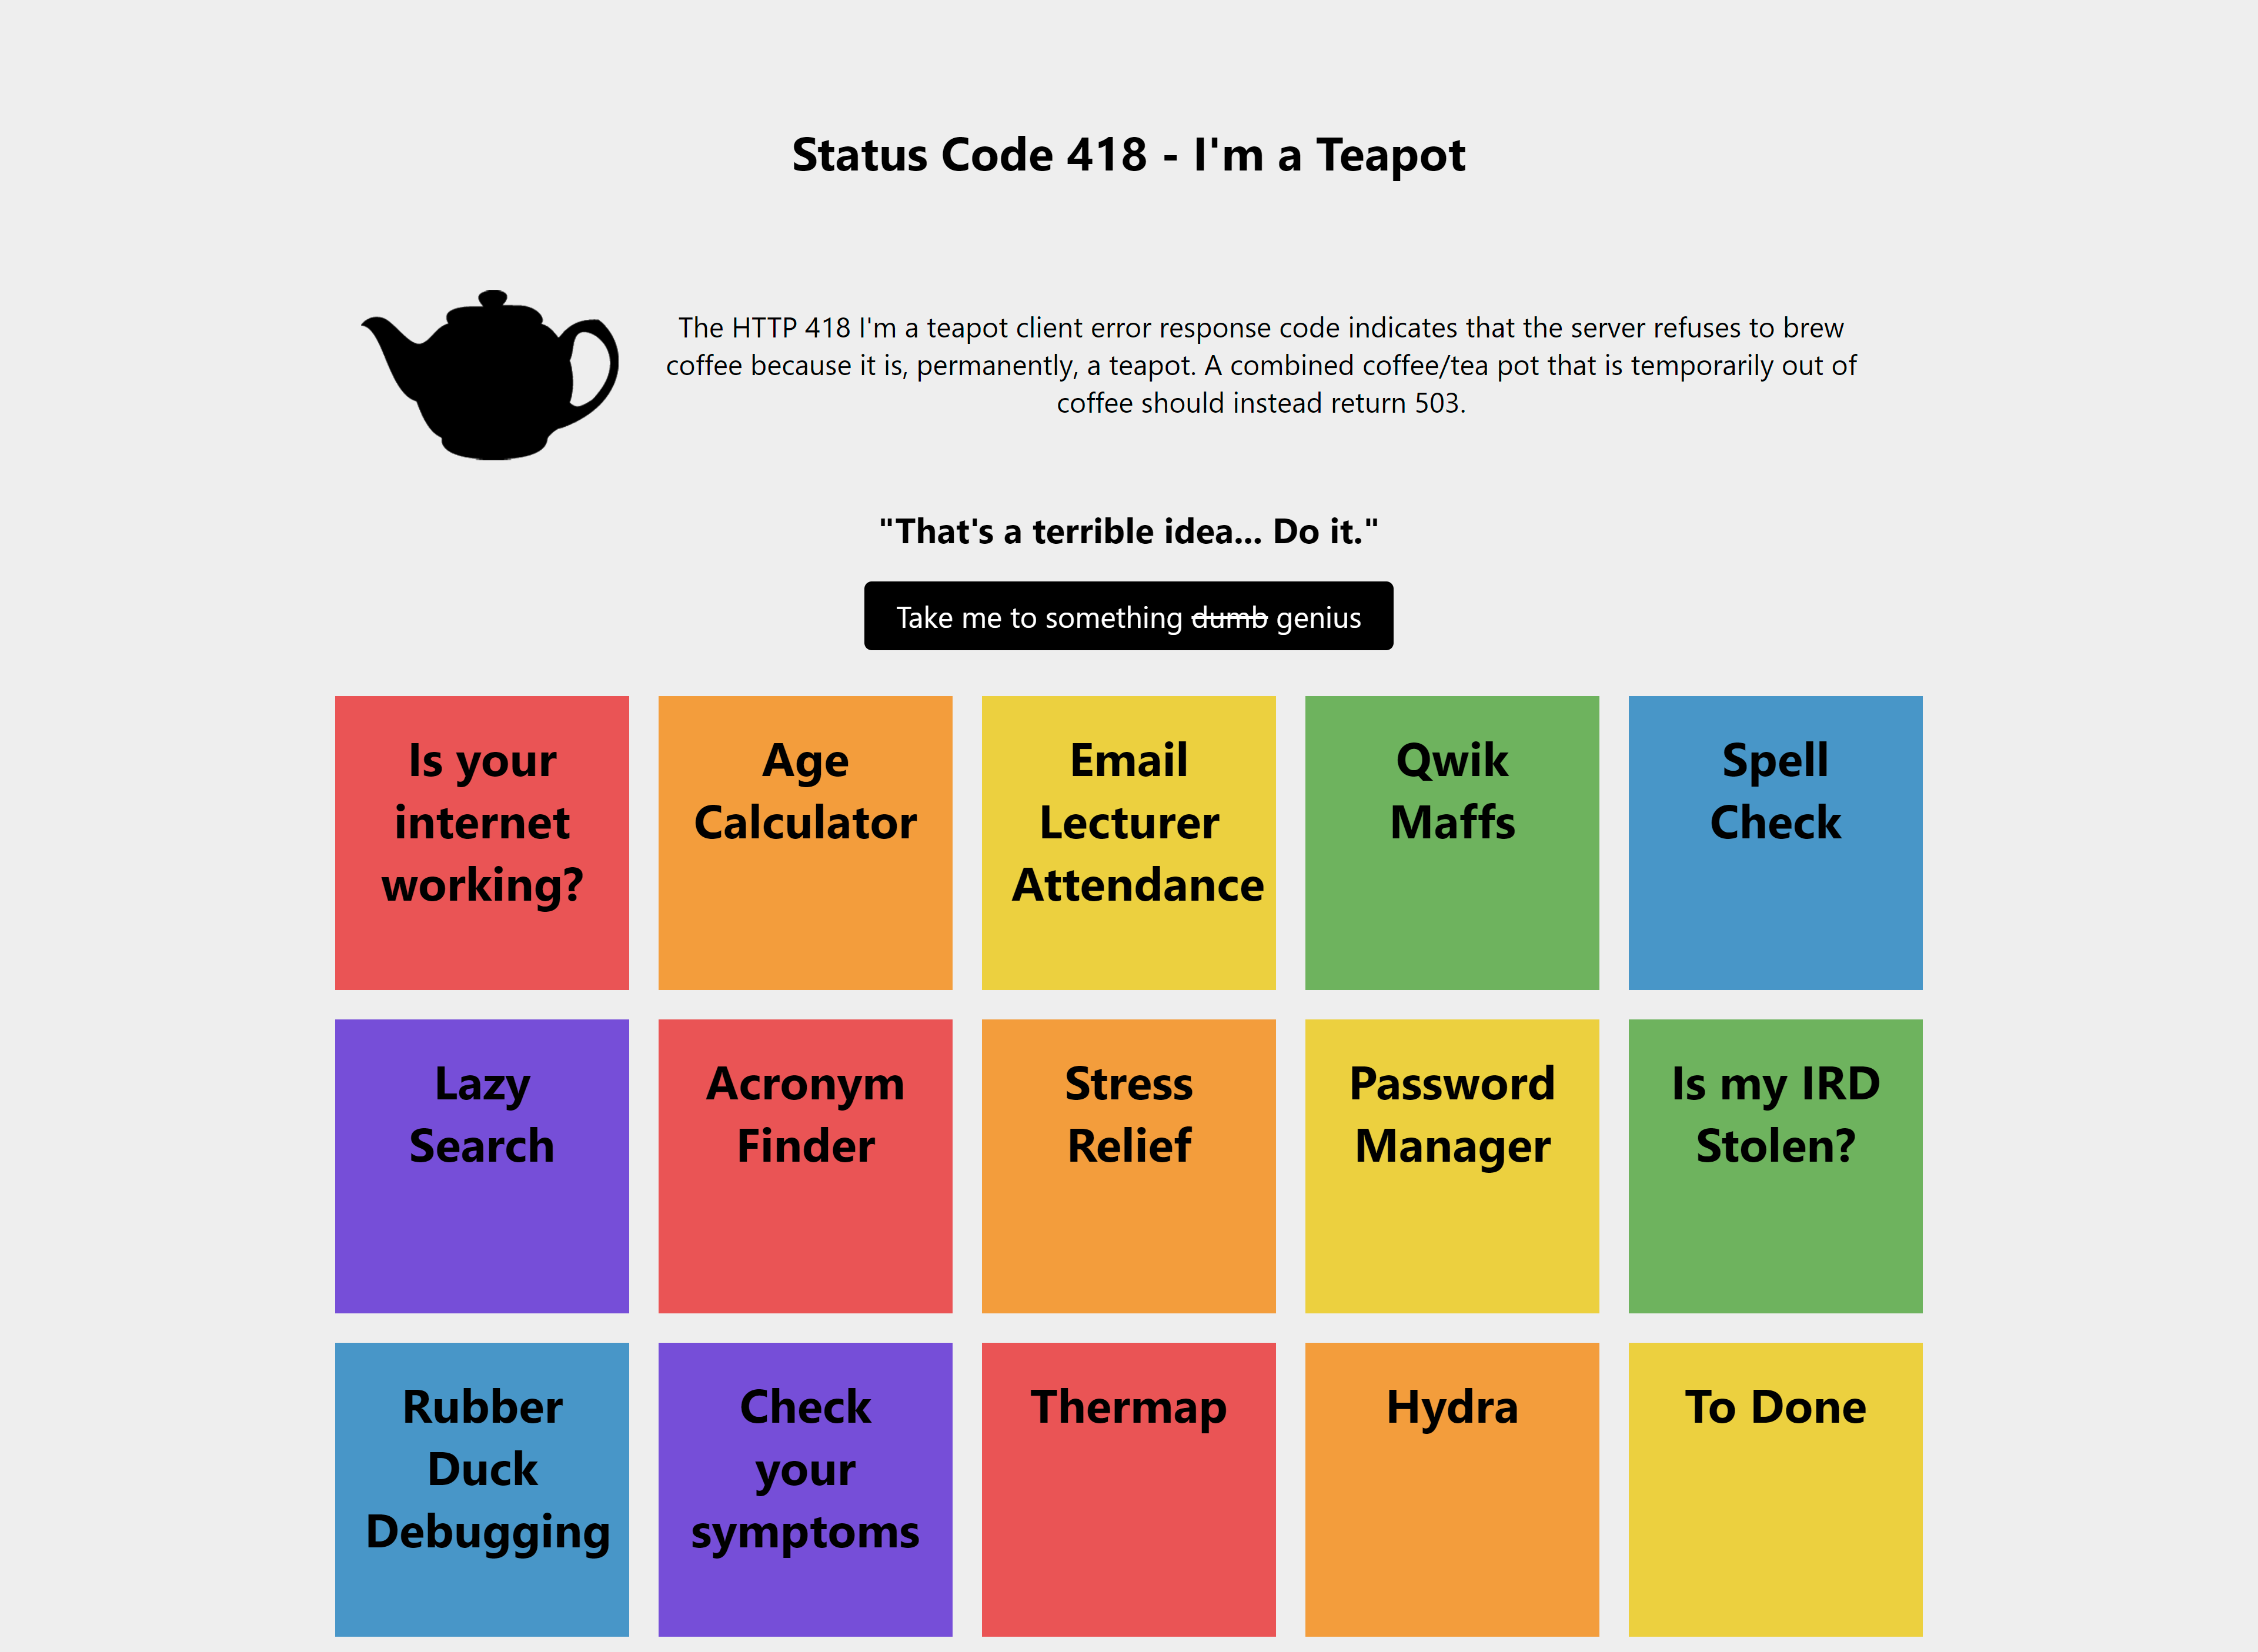 Status Code 418 - I'm a Teapot
The HTTP 418 I'm a teapot client error response code indicates that the server refuses to brew
coffee because it is, permanently, a teapot. A combined coffee/tea pot that is temporarily out of
coffee should instead return 503.
"That's a terrible idea... Do it."
Take me to something dumb genius
Is your
internet
working?
Age
Calculator
Email
Lecturer
Attendance
Qwik
Maffs
Spell
Check
Lazy
Search
Acronym
Finder
Stress
Relief
Password
Manager
Is my IRD
Stolen?
Rubber
Duck
Debugging
Check
your
symptoms
Thermap
Hydra
To Done